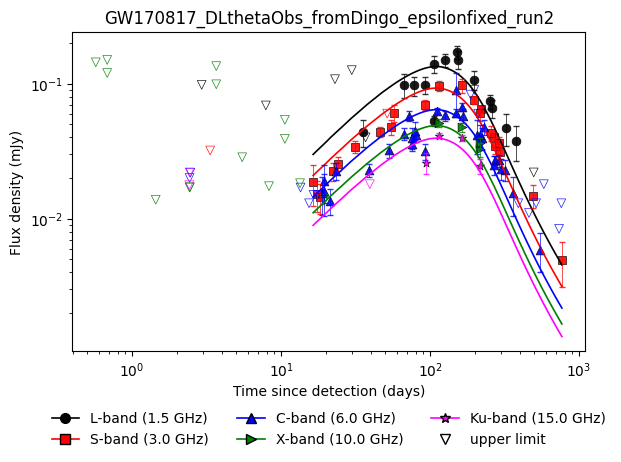 GW170817_DLthetaObs_fromDingo_epsilonfixed_run2
Flux density (mJy)
10⁻¹
10⁻²
10⁰
10¹
10²
10³
Time since detection (days)
L-band (1.5 GHz)
C-band (6.0 GHz)
Ku-band (15.0 GHz)
S-band (3.0 GHz)
X-band (10.0 GHz)
upper limit